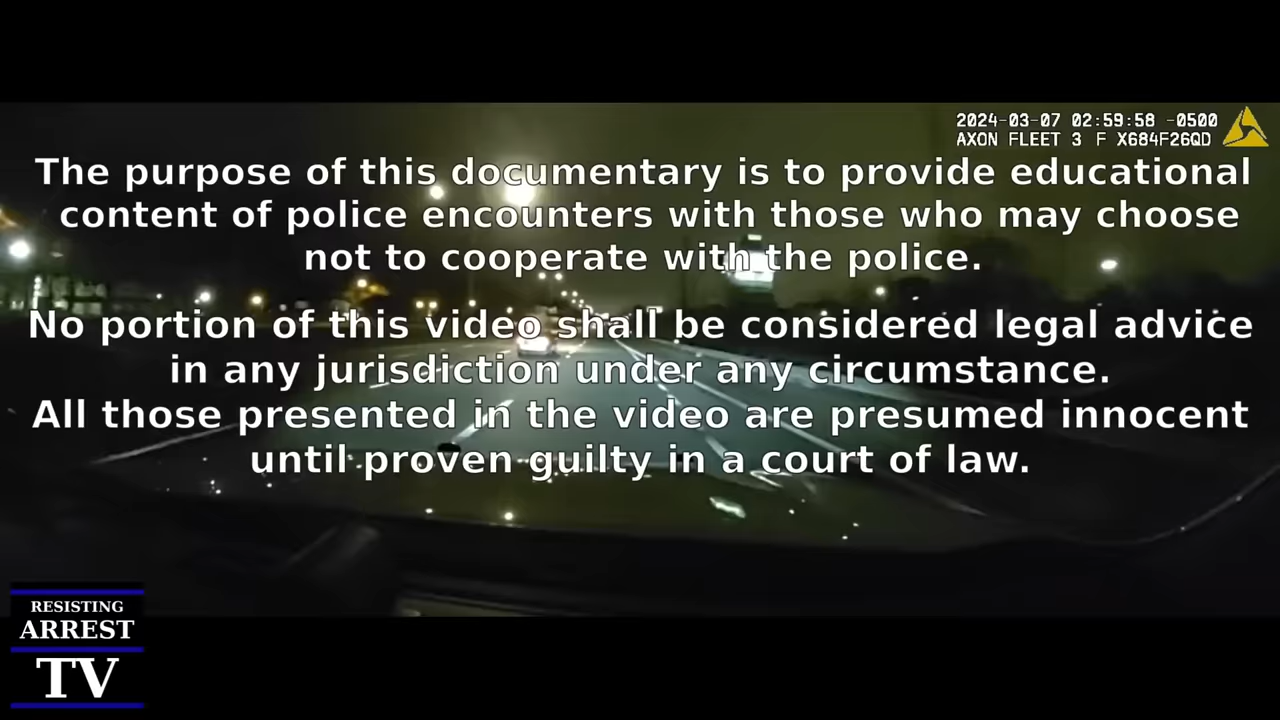 2024-03-07 02:59:58 -0500
AXON FLEET 3 F X684F26QD
The purpose of this documentary is to provide educational
content of police encounters with those who may choose
not to cooperate with the police.
No portion of this video shall be considered legal advice
in any jurisdiction under any circumstance.
All those presented in the video are presumed innocent
until proven guilty in a court of law.
RESISTING
ARREST
TV